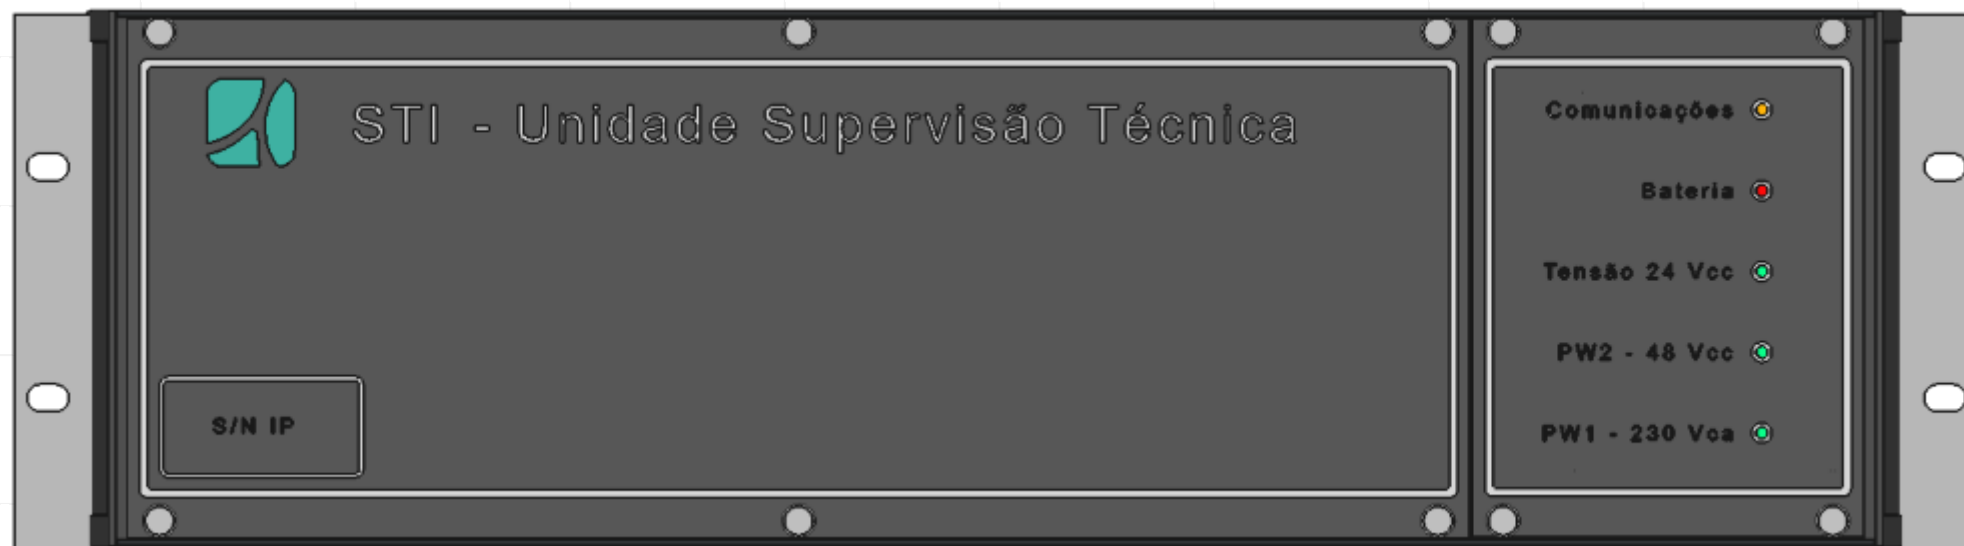 STI - Unidade Supervisão Técnica
S/N IP
Comunicações
Bateria
Tensão 24 Vcc
PW2 - 48 Vcc
PW1 - 230 Vca